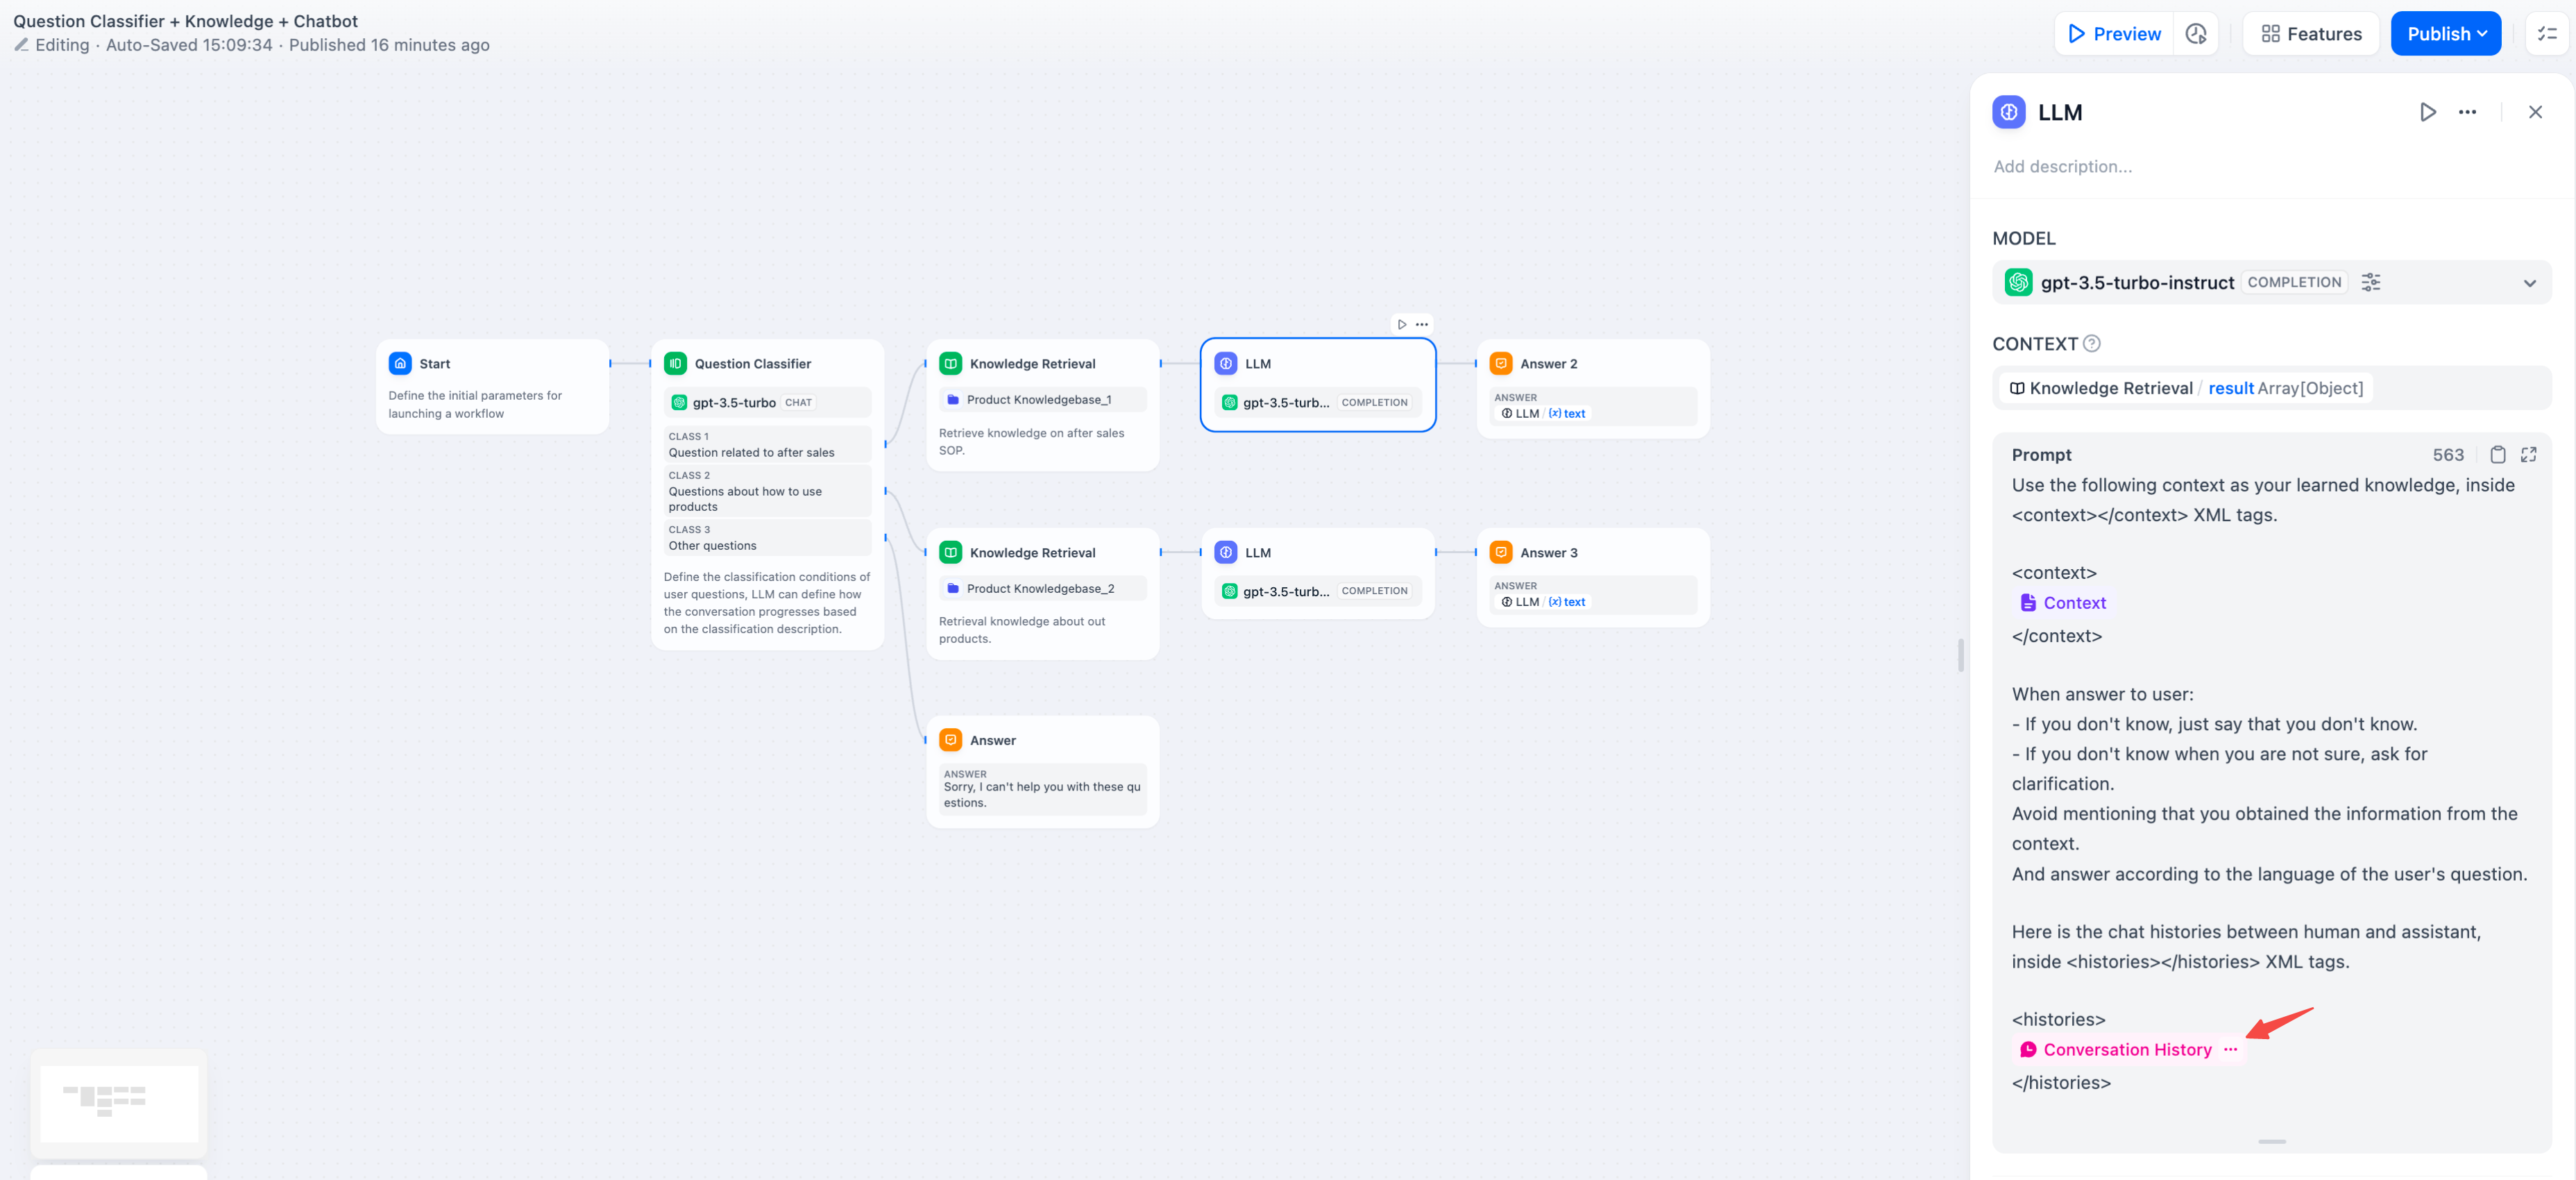 Question Classifier + Knowledge + Chatbot
Editing · Auto-Saved 15:09:34 · Published 16 minutes ago
Preview
Features
Publish
Start
Define the initial parameters for
launching a workflow
Question Classifier
gpt-3.5-turbo CHAT
CLASS 1
Question related to after sales
CLASS 2
Questions about how to use
products
CLASS 3
Other questions
Define the classification conditions of
user questions, LLM can define how
the conversation progresses based
on the classification description.
Knowledge Retrieval
Product Knowledgebase_1
Retrieve knowledge on after sales
SOP.
LLM
gpt-3.5-turb... COMPLETION
Answer 2
ANSWER
LLM / (x) text
Knowledge Retrieval
Product Knowledgebase_2
Retrieval knowledge about out
products.
LLM
gpt-3.5-turb... COMPLETION
Answer 3
ANSWER
LLM / (x) text
Answer
ANSWER
Sorry, I can't help you with these qu
estions.
LLM
Add description...
MODEL
gpt-3.5-turbo-instruct COMPLETION
CONTEXT
Knowledge Retrieval / result Array[Object]
Prompt 563
Use the following context as your learned knowledge, inside
<context></context> XML tags.
<context>
Context
</context>
When answer to user:
- If you don't know, just say that you don't know.
- If you don't know when you are not sure, ask for
clarification.
Avoid mentioning that you obtained the information from the
context.
And answer according to the language of the user's question.
Here is the chat histories between human and assistant,
inside <histories></histories> XML tags.
<histories>
Conversation History ...
</histories>